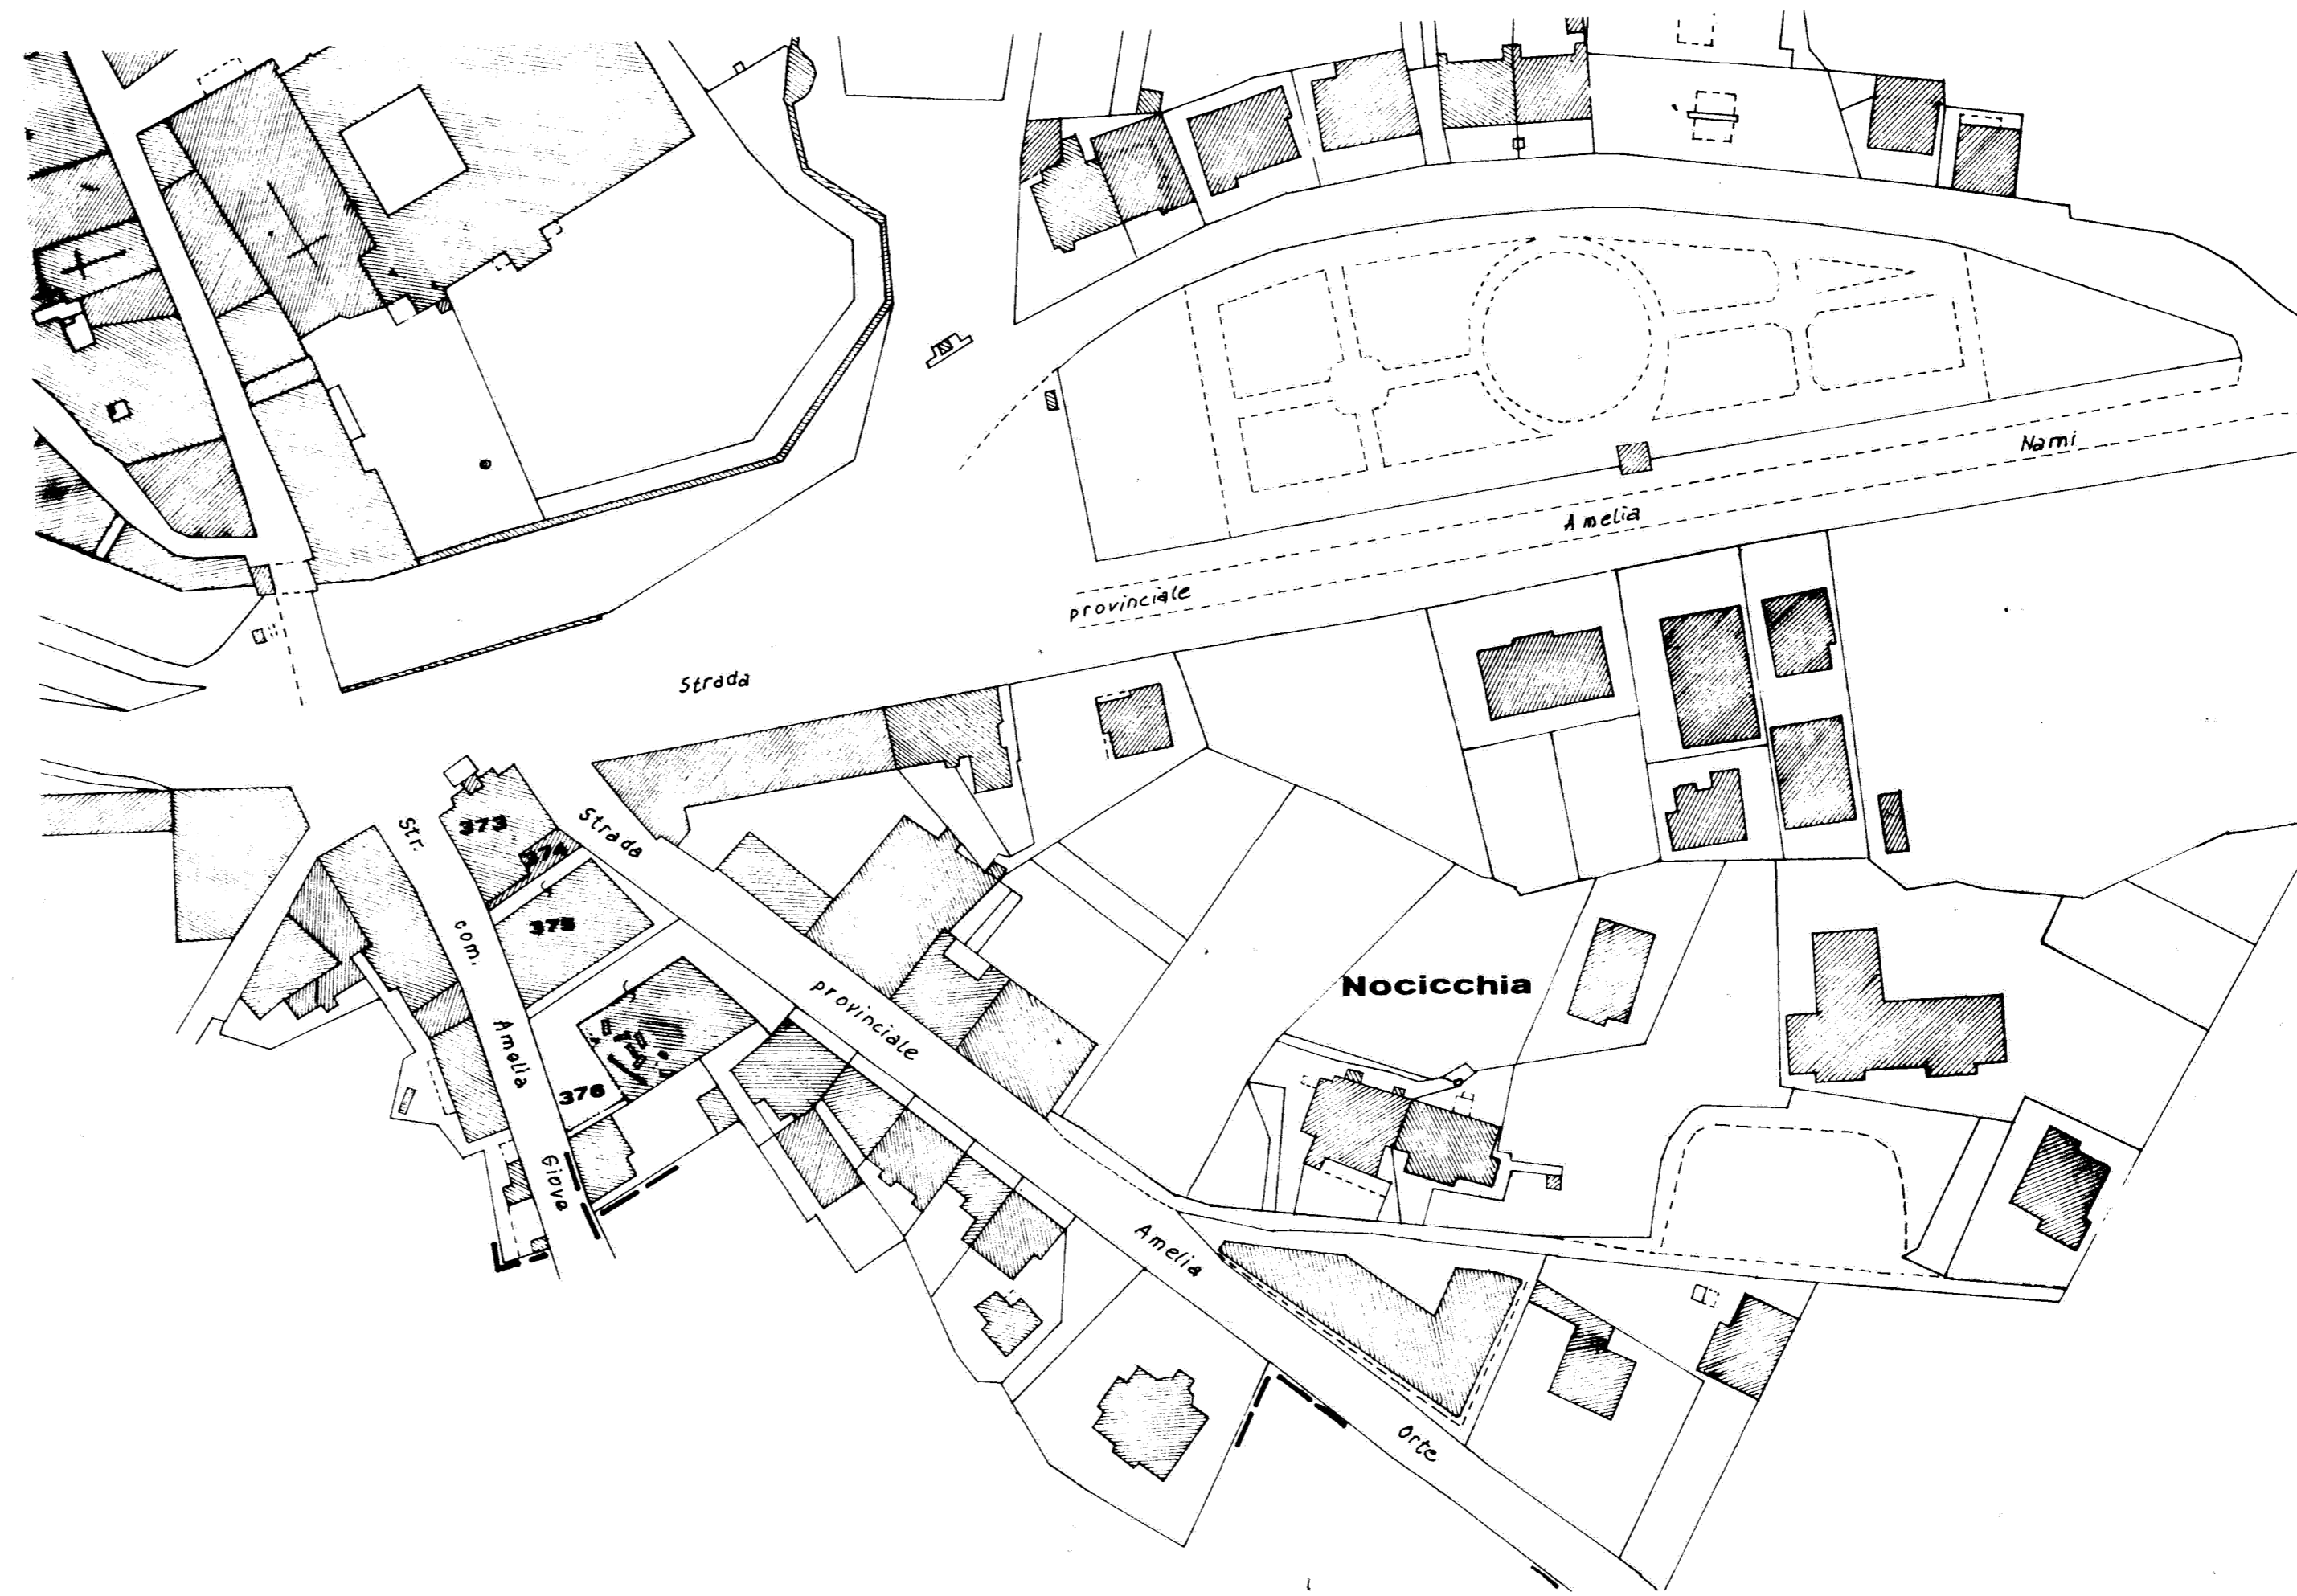 Strada provinciale Amelia Narni
373
374
375
376
Str. com. Amelia Giove
Strada provinciale Amelia Orte
Nocicchia